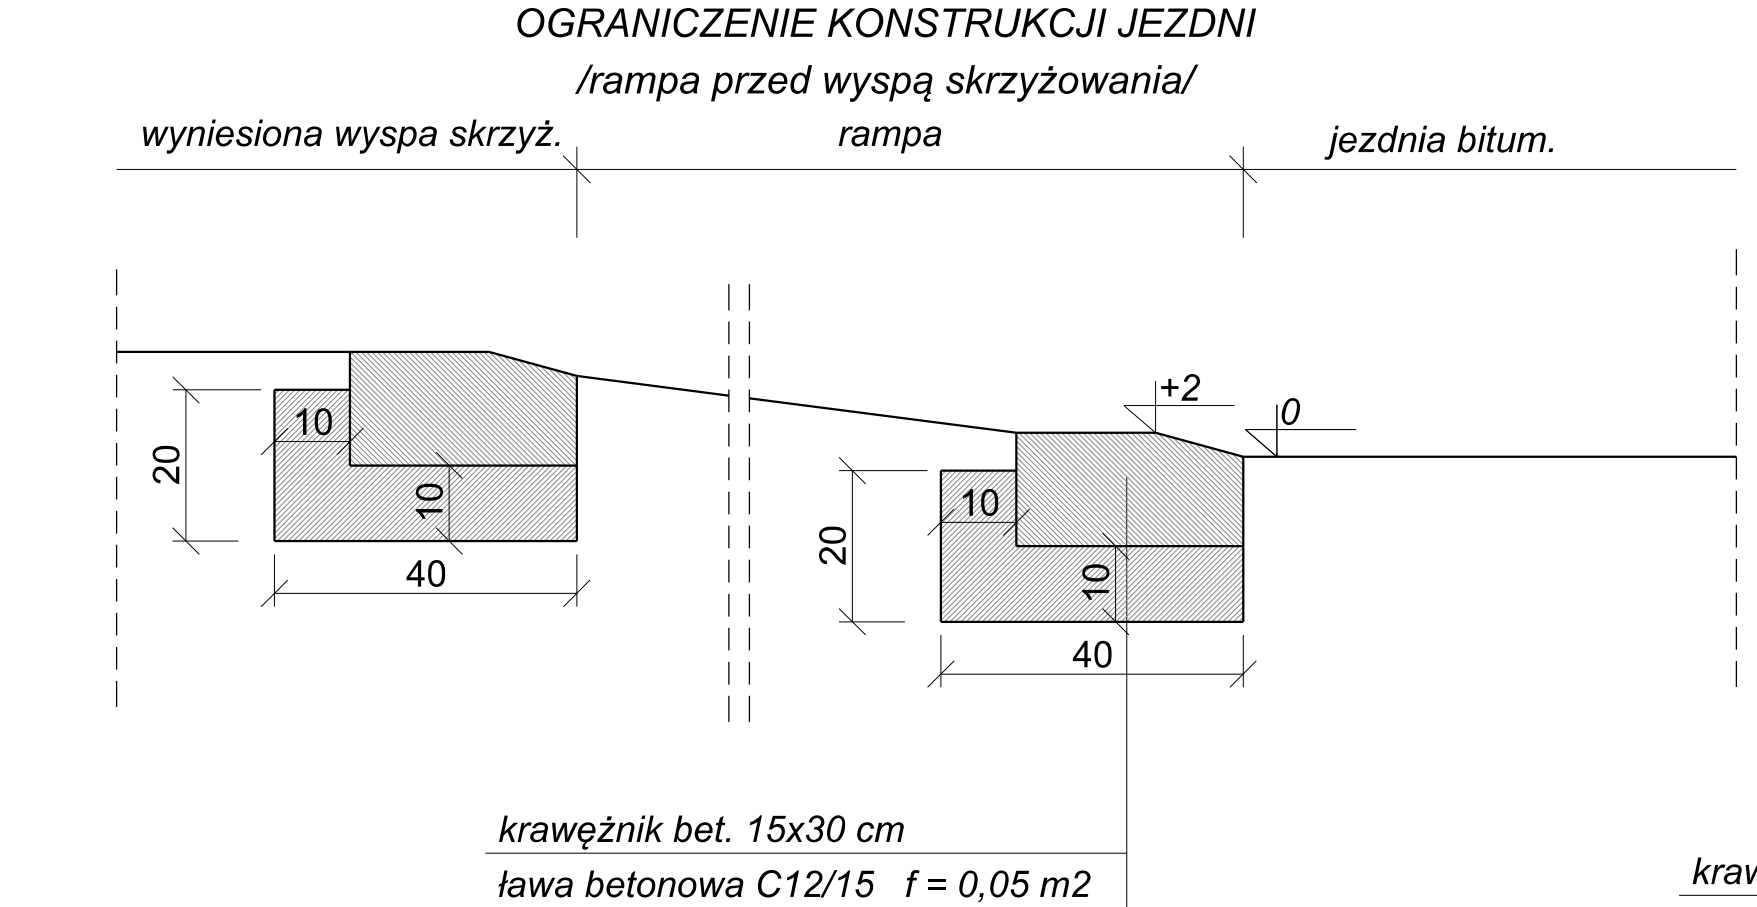 OGRANICZENIE KONSTRUKCJI JEZDNI
/rampa przed wyspą skrzyżowania/
wyniesiona wyspa skrzyż.
rampa
jezdnia bitum.
+2
0
10
20
10
40
10
20
10
40
krawężnik bet. 15x30 cm
ława betonowa C12/15 f = 0,05 m2